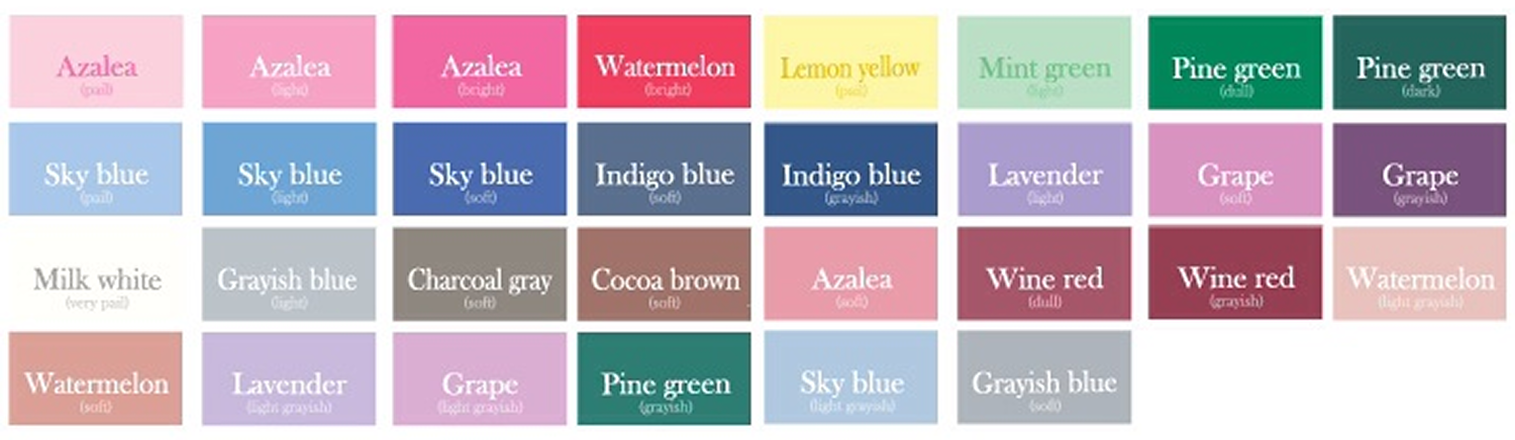 Azalea
(pail)
Azalea
(light)
Azalea
(bright)
Watermelon
(bright)
Lemon yellow
(pail)
Mint green
(light)
Pine green
(dull)
Pine green
(dark)
Sky blue
(pail)
Sky blue
(light)
Sky blue
(soft)
Indigo blue
(soft)
Indigo blue
(grayish)
Lavender
(light)
Grape
(soft)
Grape
(grayish)
Milk white
(very pail)
Grayish blue
(light)
Charcoal gray
(soft)
Cocoa brown
(soft)
Azalea
(soft)
Wine red
(dull)
Wine red
(grayish)
Watermelon
(light grayish)
Watermelon
(soft)
Lavender
(light grayish)
Grape
(light grayish)
Pine green
(grayish)
Sky blue
(light grayish)
Grayish blue
(soft)